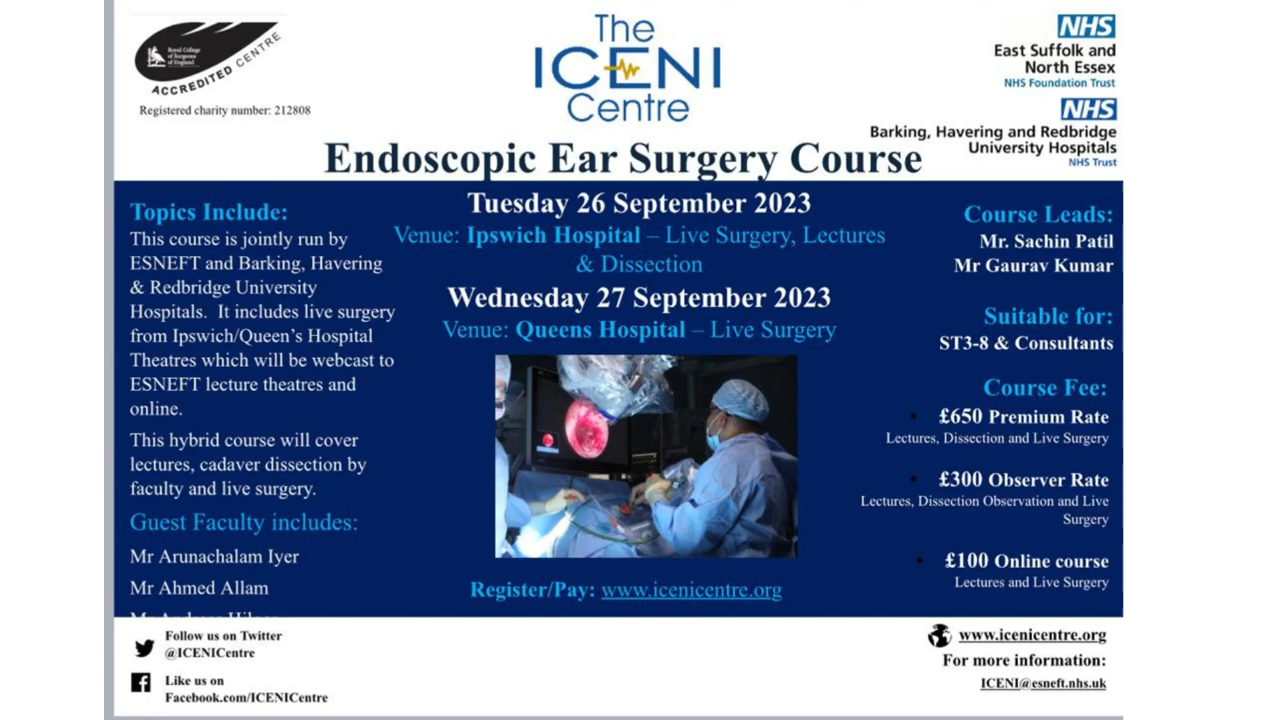 Royal College
of Surgeons
of England
ACCREDITED CENTRE
Registered charity number: 212808
The
ICENI
Centre
NHS
East Suffolk and
North Essex
NHS Foundation Trust
NHS
Barking, Havering and Redbridge
University Hospitals
NHS Trust
Endoscopic Ear Surgery Course
Topics Include:
This course is jointly run by
ESNEFT and Barking, Havering
& Redbridge University
Hospitals. It includes live surgery
from Ipswich/Queen's Hospital
Theatres which will be webcast to
ESNEFT lecture theatres and
online.
This hybrid course will cover
lectures, cadaver dissection by
faculty and live surgery.
Guest Faculty includes:
Mr Arunachalam Iyer
Mr Ahmed Allam
Tuesday 26 September 2023
Venue: Ipswich Hospital – Live Surgery, Lectures
& Dissection
Wednesday 27 September 2023
Venue: Queens Hospital – Live Surgery
Register/Pay: www.icenicentre.org
Course Leads:
Mr. Sachin Patil
Mr Gaurav Kumar
Suitable for:
ST3-8 & Consultants
Course Fee:
• £650 Premium Rate
Lectures, Dissection and Live Surgery
• £300 Observer Rate
Lectures, Dissection Observation and Live
Surgery
• £100 Online course
Lectures and Live Surgery
Follow us on Twitter
@ICENICentre
Like us on
Facebook.com/ICENICentre
www.icenicentre.org
For more information:
ICENI@esneft.nhs.uk